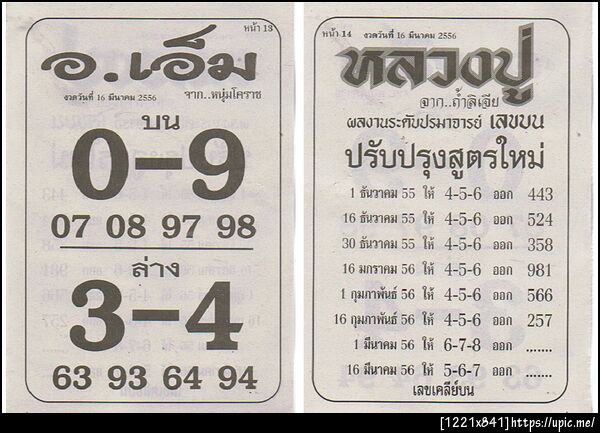 หน้า 13
อ.เอ็ม
งวดวันที่ 16 มีนาคม 2556
จาก..หนุ่มโคราช
บน
0-9
07 08 97 98
ล่าง
3-4
63 93 64 94
หน้า 14 งวดวันที่ 16 มีนาคม 2556
หลวงปู่
จาก..ถ้ำลิเจีย
ผลงานระดับปรมาจารย์ เลขบน
ปรับปรุงสูตรใหม่
1 ธันวาคม 55 ให้ 4-5-6 ออก 443
16 ธันวาคม 55 ให้ 4-5-6 ออก 524
30 ธันวาคม 55 ให้ 4-5-6 ออก 358
16 มกราคม 56 ให้ 4-5-6 ออก 981
1 กุมภาพันธ์ 56 ให้ 4-5-6 ออก 566
16 กุมภาพันธ์ 56 ให้ 4-5-6 ออก 257
1 มีนาคม 56 ให้ 6-7-8 ออก .......
16 มีนาคม 56 ให้ 5-6-7 ออก .......
เลขเคลีย์บน
[1221x841]https://upic.me/